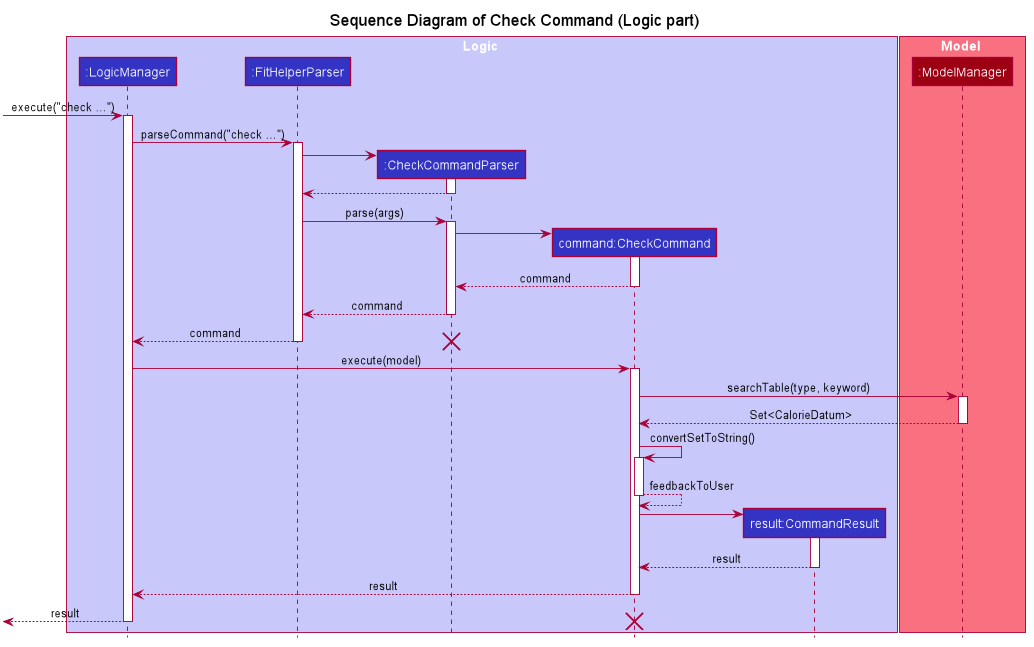 Sequence Diagram of Check Command (Logic part)
Logic
Model
:LogicManager
:FitHelperParser
:ModelManager
execute("check ...")
parseCommand("check ...")
:CheckCommandParser
parse(args)
command:CheckCommand
command
command
command
execute(model)
searchTable(type, keyword)
Set<CalorieDatum>
convertSetToString()
feedbackToUser
result:CommandResult
result
result
result